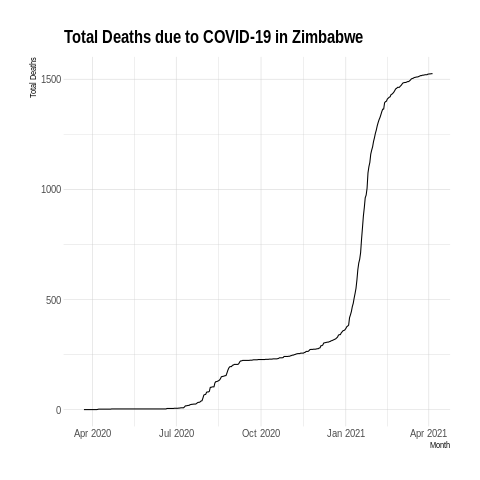 Total Deaths due to COVID-19 in Zimbabwe
Total Deaths
1500
1000
500
0
Apr 2020 Jul 2020 Oct 2020 Jan 2021 Apr 2021
Month